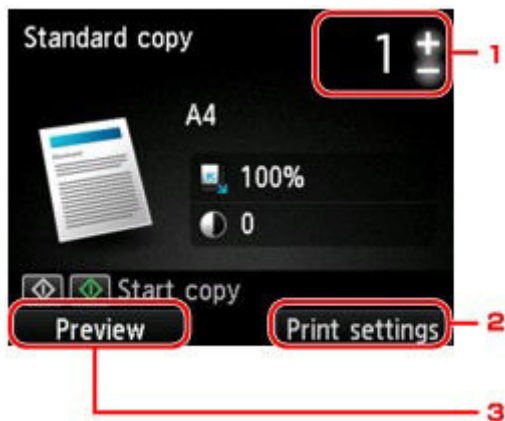 Standard copy
1 + −
1
A4
100%
0
Start copy
Preview
Print settings
2
3